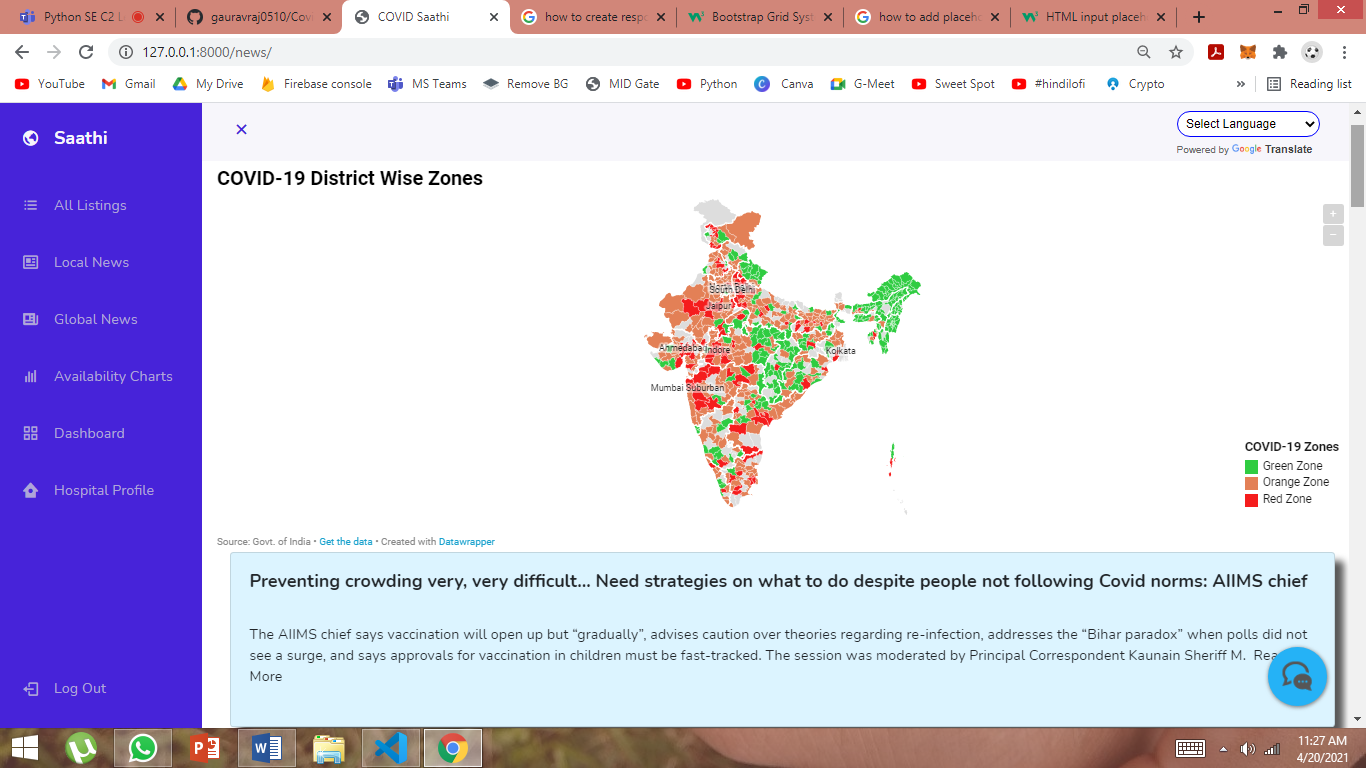 Python SE C2 L
gauravraj0510/Covi
COVID Saathi
how to create respo
Bootstrap Grid Syst
how to add placeho
HTML input placeh
127.0.0.1:8000/news/
YouTube
Gmail
My Drive
Firebase console
MS Teams
Remove BG
MID Gate
Python
Canva
G-Meet
Sweet Spot
#hindilofi
Crypto
»
Reading list
Saathi
All Listings
Local News
Global News
Availability Charts
Dashboard
Hospital Profile
Log Out
Select Language
Powered by Google Translate
COVID-19 District Wise Zones
+
−
South Delhi
Jaipur
Ahmedabad
Indore
Kolkata
Mumbai Suburban
COVID-19 Zones
Green Zone
Orange Zone
Red Zone
Source: Govt. of India • Get the data • Created with Datawrapper
Preventing crowding very, very difficult... Need strategies on what to do despite people not following Covid norms: AIIMS chief
The AIIMS chief says vaccination will open up but “gradually”, advises caution over theories regarding re-infection, addresses the “Bihar paradox” when polls did not
see a surge, and says approvals for vaccination in children must be fast-tracked. The session was moderated by Principal Correspondent Kaunain Sheriff M. Rea
More
11:27 AM
4/20/2021